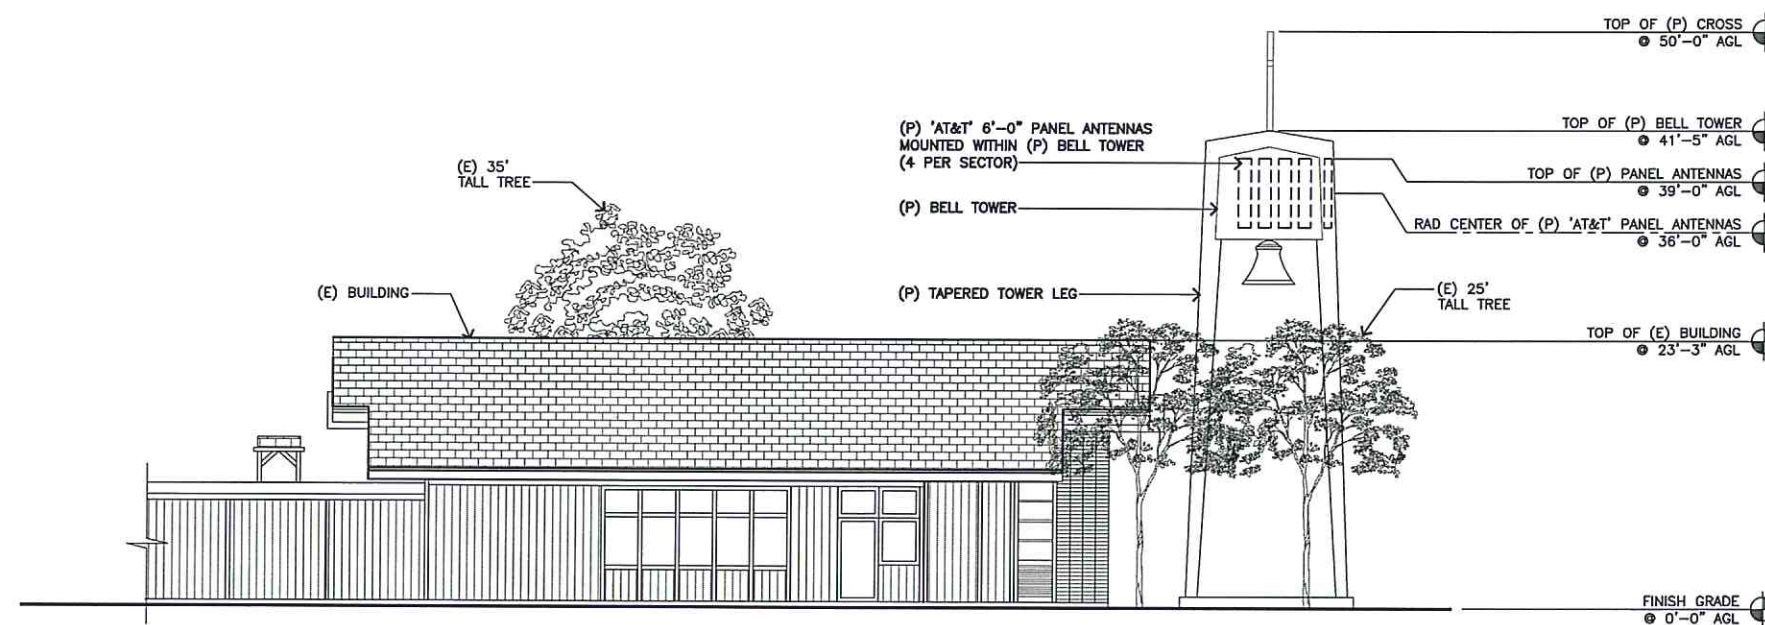 TOP OF (P) CROSS
@ 50'-0" AGL
(P) 'AT&T' 6'-0" PANEL ANTENNAS
MOUNTED WITHIN (P) BELL TOWER
(4 PER SECTOR)
TOP OF (P) BELL TOWER
@ 41'-5" AGL
(E) 35'
TALL TREE
TOP OF (P) PANEL ANTENNAS
@ 39'-0" AGL
(P) BELL TOWER
RAD CENTER OF (P) 'AT&T' PANEL ANTENNAS
@ 36'-0" AGL
(E) BUILDING
(P) TAPERED TOWER LEG
(E) 25'
TALL TREE
TOP OF (E) BUILDING
@ 23'-3" AGL
FINISH GRADE
@ 0'-0" AGL